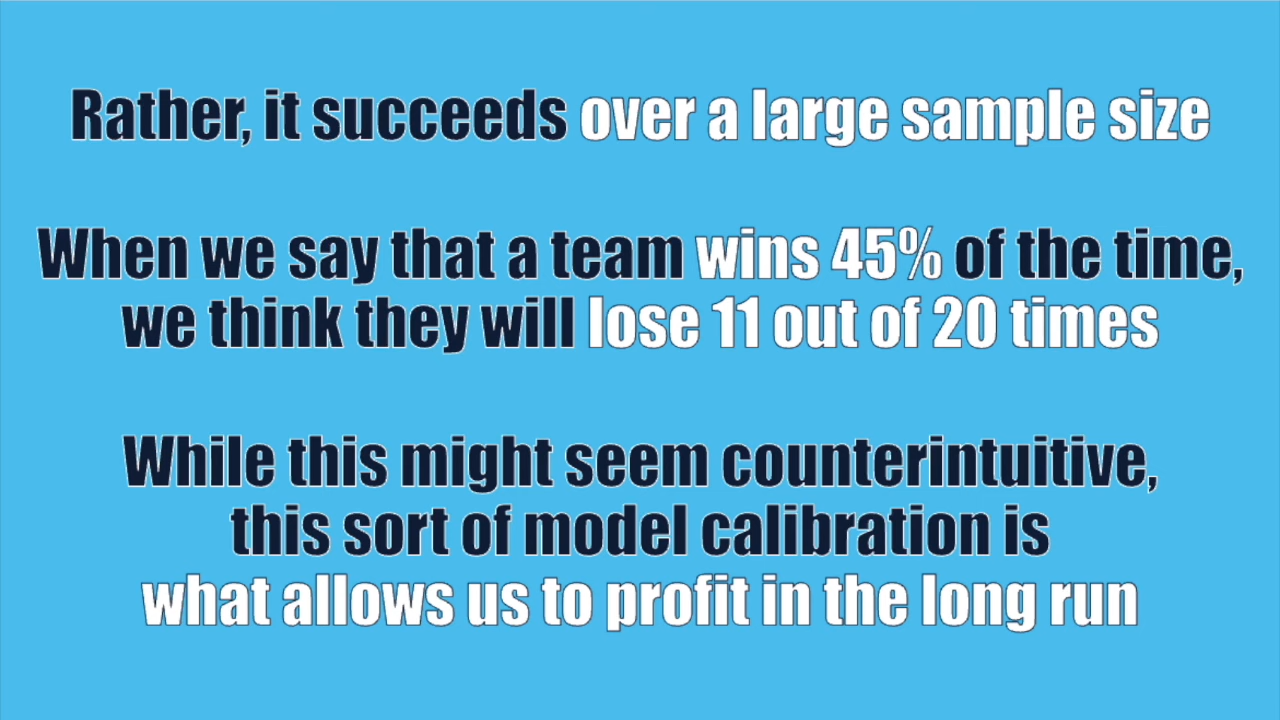 Rather, it succeeds over a large sample size
When we say that a team wins 45% of the time,
we think they will lose 11 out of 20 times
While this might seem counterintuitive,
this sort of model calibration is
what allows us to profit in the long run